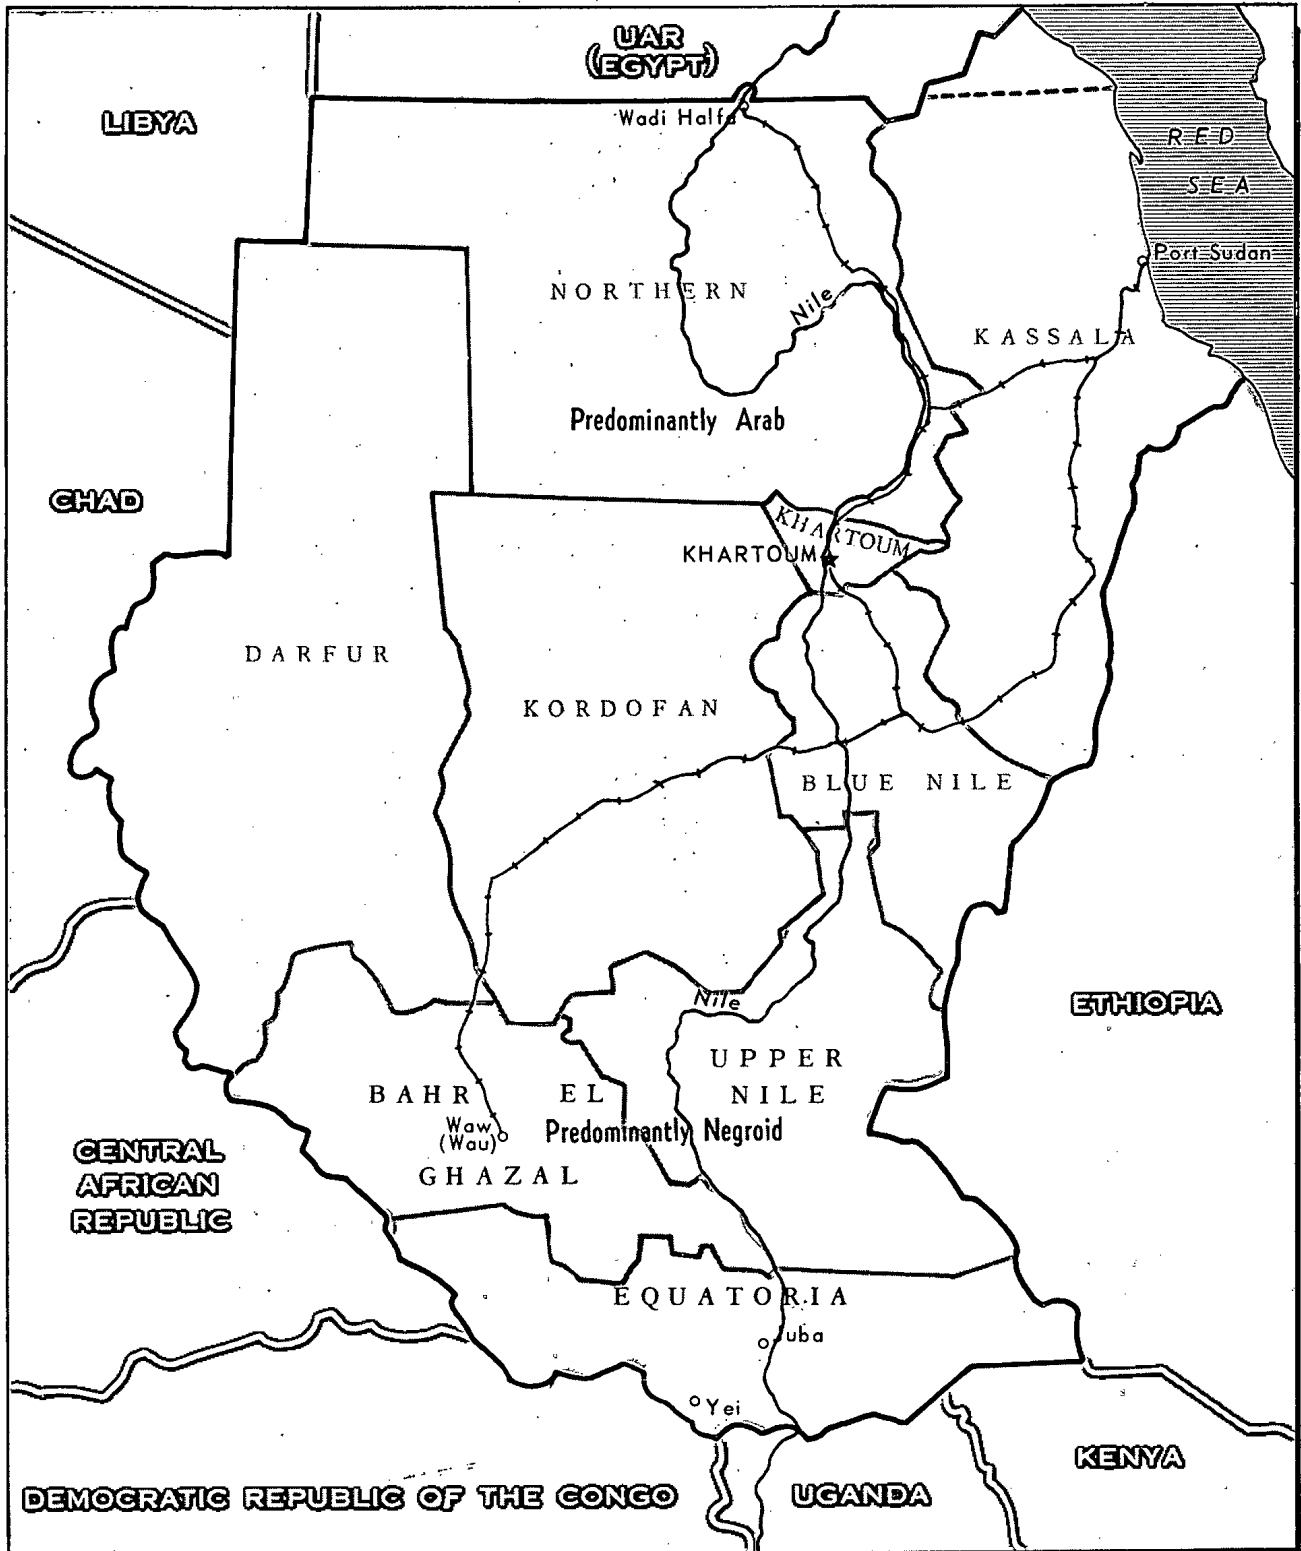 UAR
(EGYPT)
LIBYA
Wadi Halfa
RED
SEA
Port Sudan
NORTHERN
Nile
KASSALA
Predominantly Arab
CHAD
KHARTOUM
KHARTOUM
DARFUR
KORDOFAN
BLUE NILE
Nile
ETHIOPIA
UPPER
NILE
BAHR EL
Waw
(Wau)
Predominantly Negroid
GHAZAL
CENTRAL
AFRICAN
REPUBLIC
EQUATORIA
Juba
Yei
KENYA
DEMOCRATIC REPUBLIC OF THE CONGO
UGANDA